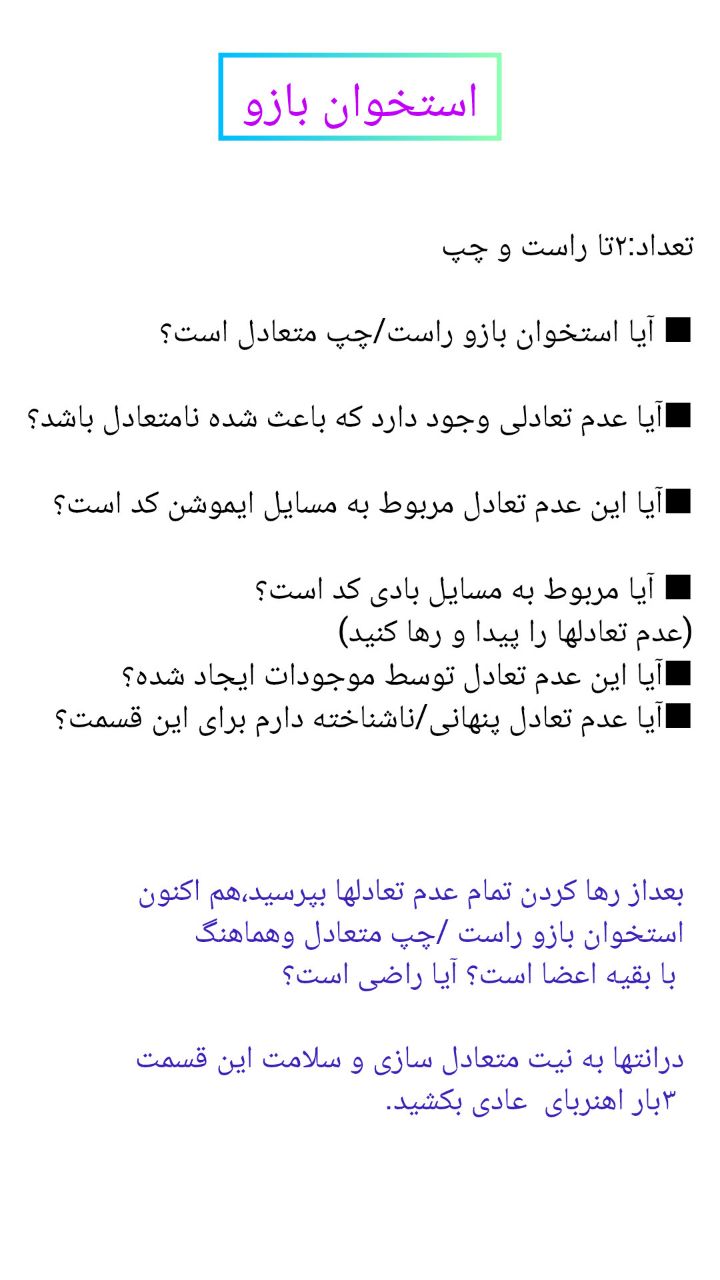 استخوان بازو
تعداد:۲تا راست و چپ
■ آیا استخوان بازو راست/چپ متعادل است؟
■آیا عدم تعادلی وجود دارد که باعث شده نامتعادل باشد؟
■آیا این عدم تعادل مربوط به مسایل ایموشن کد است؟
■ آیا مربوط به مسایل بادی کد است؟
(عدم تعادلها را پیدا و رها کنید)
■آیا این عدم تعادل توسط موجودات ایجاد شده؟
■آیا عدم تعادل پنهانی/ناشناخته دارم برای این قسمت؟
بعداز رها کردن تمام عدم تعادلها بپرسید،هم اکنون
استخوان بازو راست /چپ متعادل وهماهنگ
با بقیه اعضا است؟ آیا راضی است؟
درانتها به نیت متعادل سازی و سلامت این قسمت
۳بار اهنربای عادی بکشید.